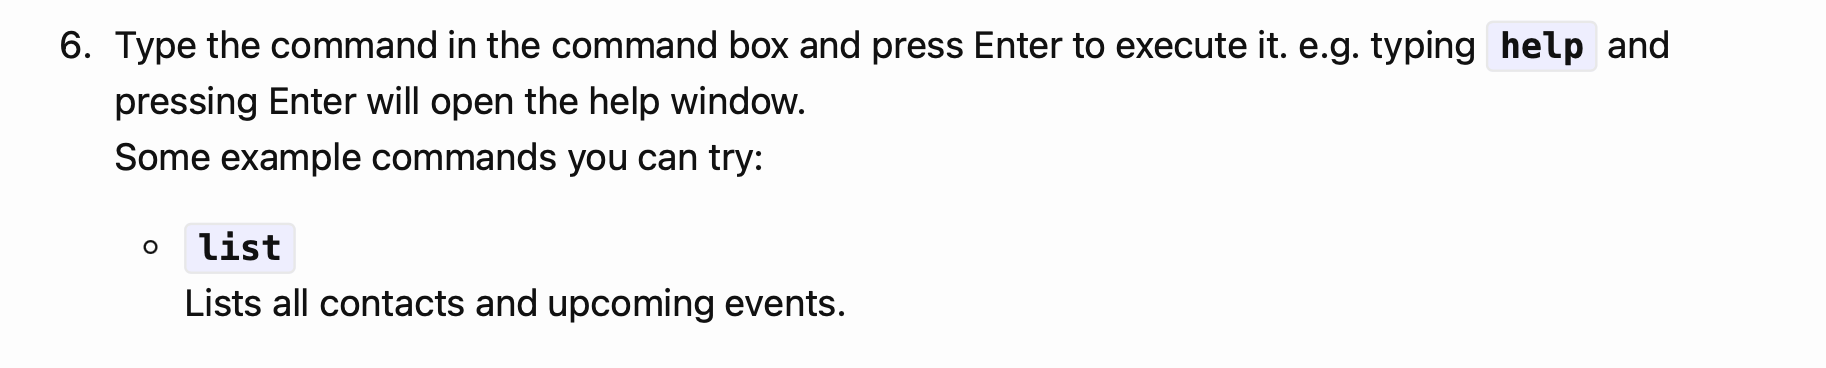 6. Type the command in the command box and press Enter to execute it. e.g. typing help and
pressing Enter will open the help window.
Some example commands you can try:
○ list
Lists all contacts and upcoming events.